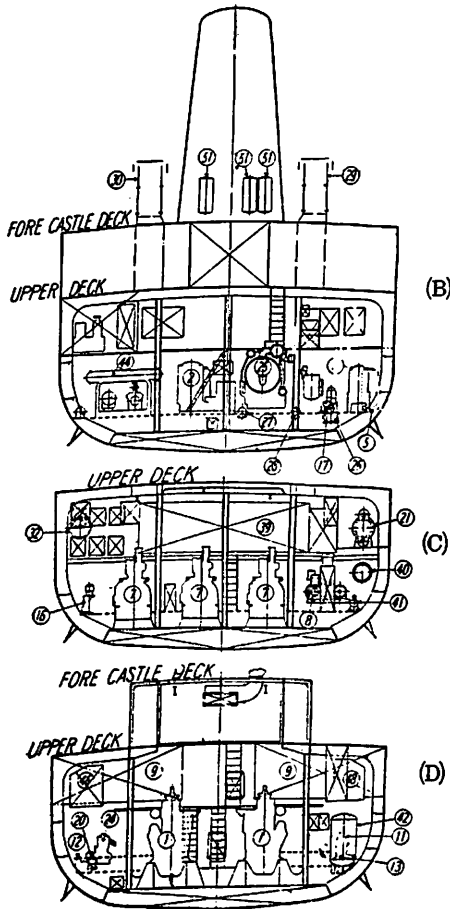 51 51 51
30 29
FORE CASTLE DECK
UPPER DECK
(B)
44 2 25
5
27
26 17 24
UPPER DECK
32 39 21
(C)
40
16 7 7 41
8
FORE CASTLE DECK
UPPER DECK
9 9
(D)
20 24 42
12 1 1 11
13